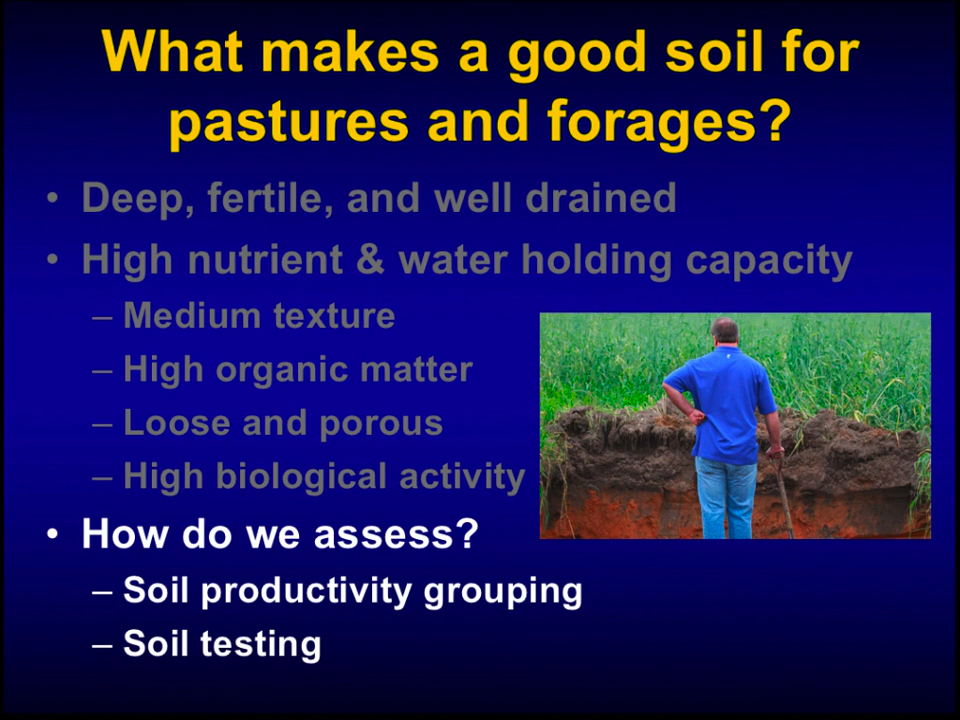 What makes a good soil for
pastures and forages?
• Deep, fertile, and well drained
• High nutrient & water holding capacity
– Medium texture
– High organic matter
– Loose and porous
– High biological activity
• How do we assess?
– Soil productivity grouping
– Soil testing